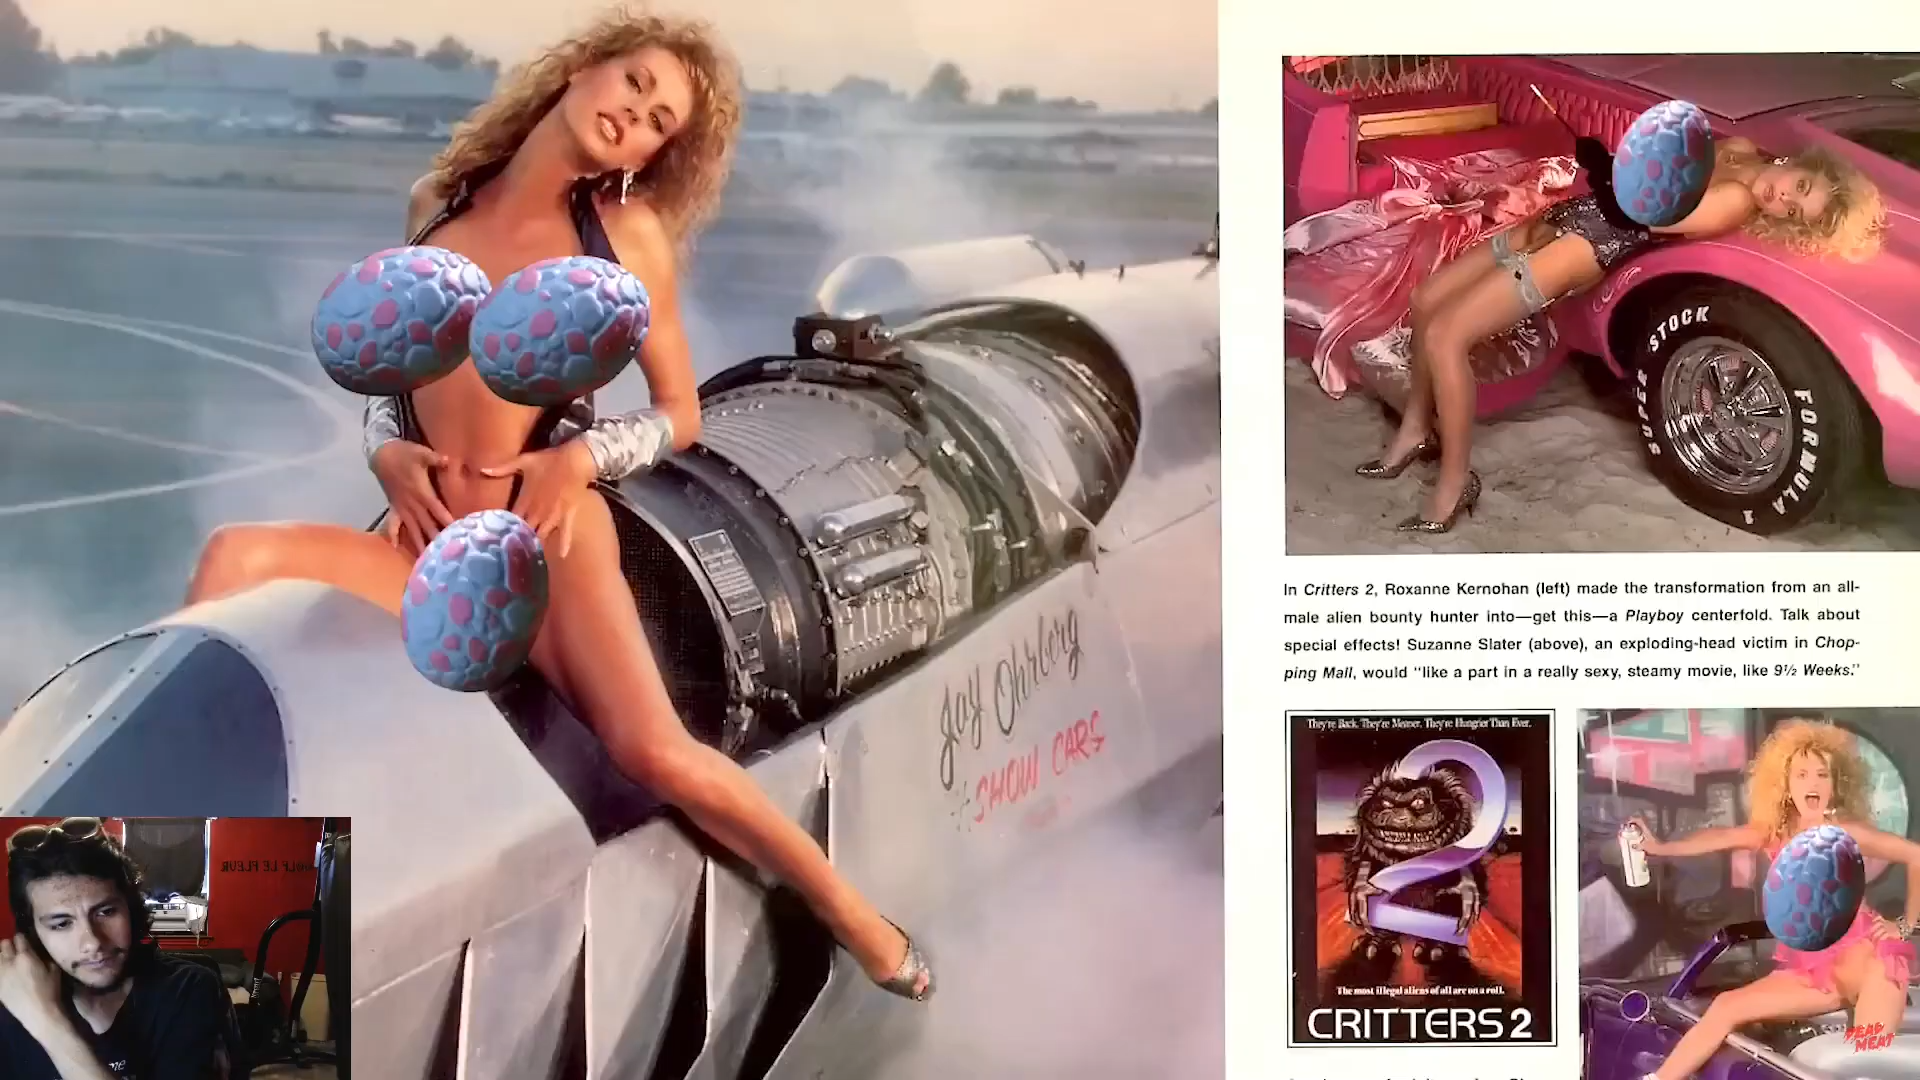 Jay Ohrberg
SHOW CARS
SUPER STOCK
FORMULA 1
In Critters 2, Roxanne Kernohan (left) made the transformation from an all-
male alien bounty hunter into—get this—a Playboy centerfold. Talk about
special effects! Suzanne Slater (above), an exploding-head victim in Chop-
ping Mall, would "like a part in a really sexy, steamy movie, like 9½ Weeks."
They're Back. They're Meaner. They're Hungrier Than Ever.
2
The most illegal aliens of all are on a roll.
CRITTERS 2
DEAD
MEAT